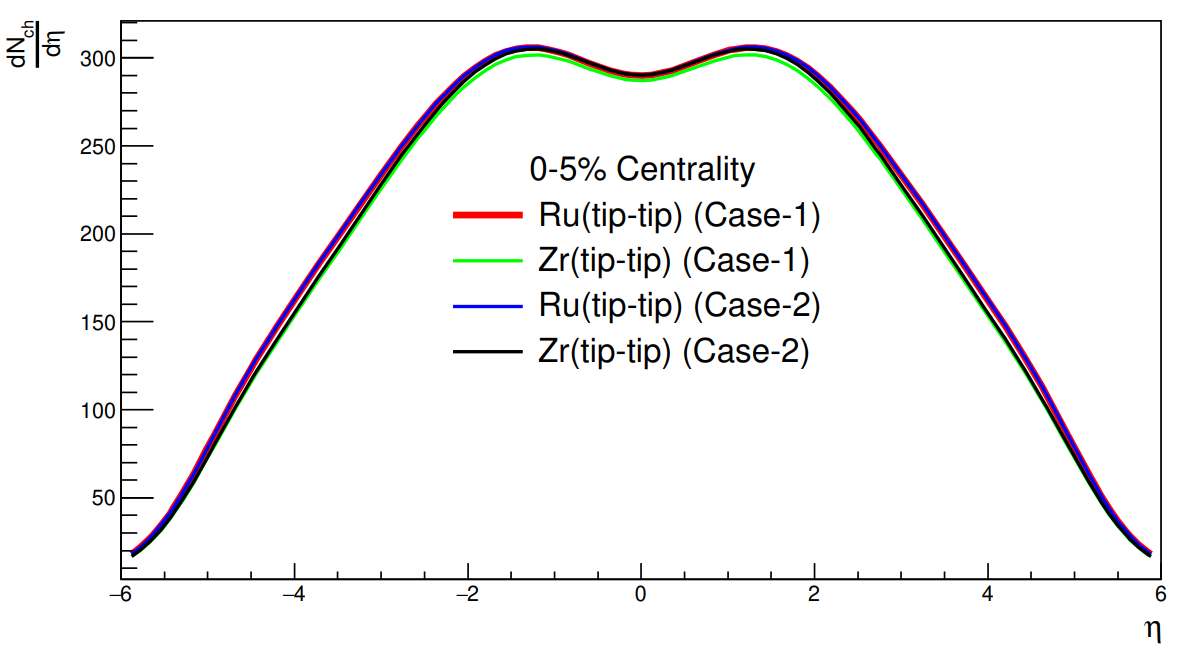 dNch
dη
300
250
200
150
100
50
0-5% Centrality
Ru(tip-tip) (Case-1)
Zr(tip-tip) (Case-1)
Ru(tip-tip) (Case-2)
Zr(tip-tip) (Case-2)
−6 −4 −2 0 2 4 6
η